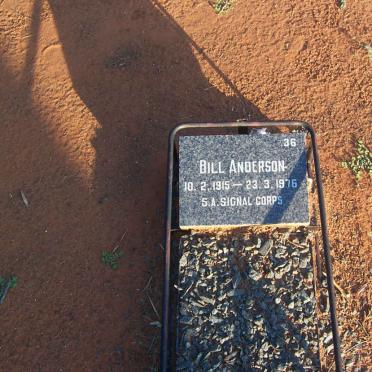 36
BILL ANDERSON
10. 2. 1915 — 23. 3. 1976
S.A. SIGNAL CORPS